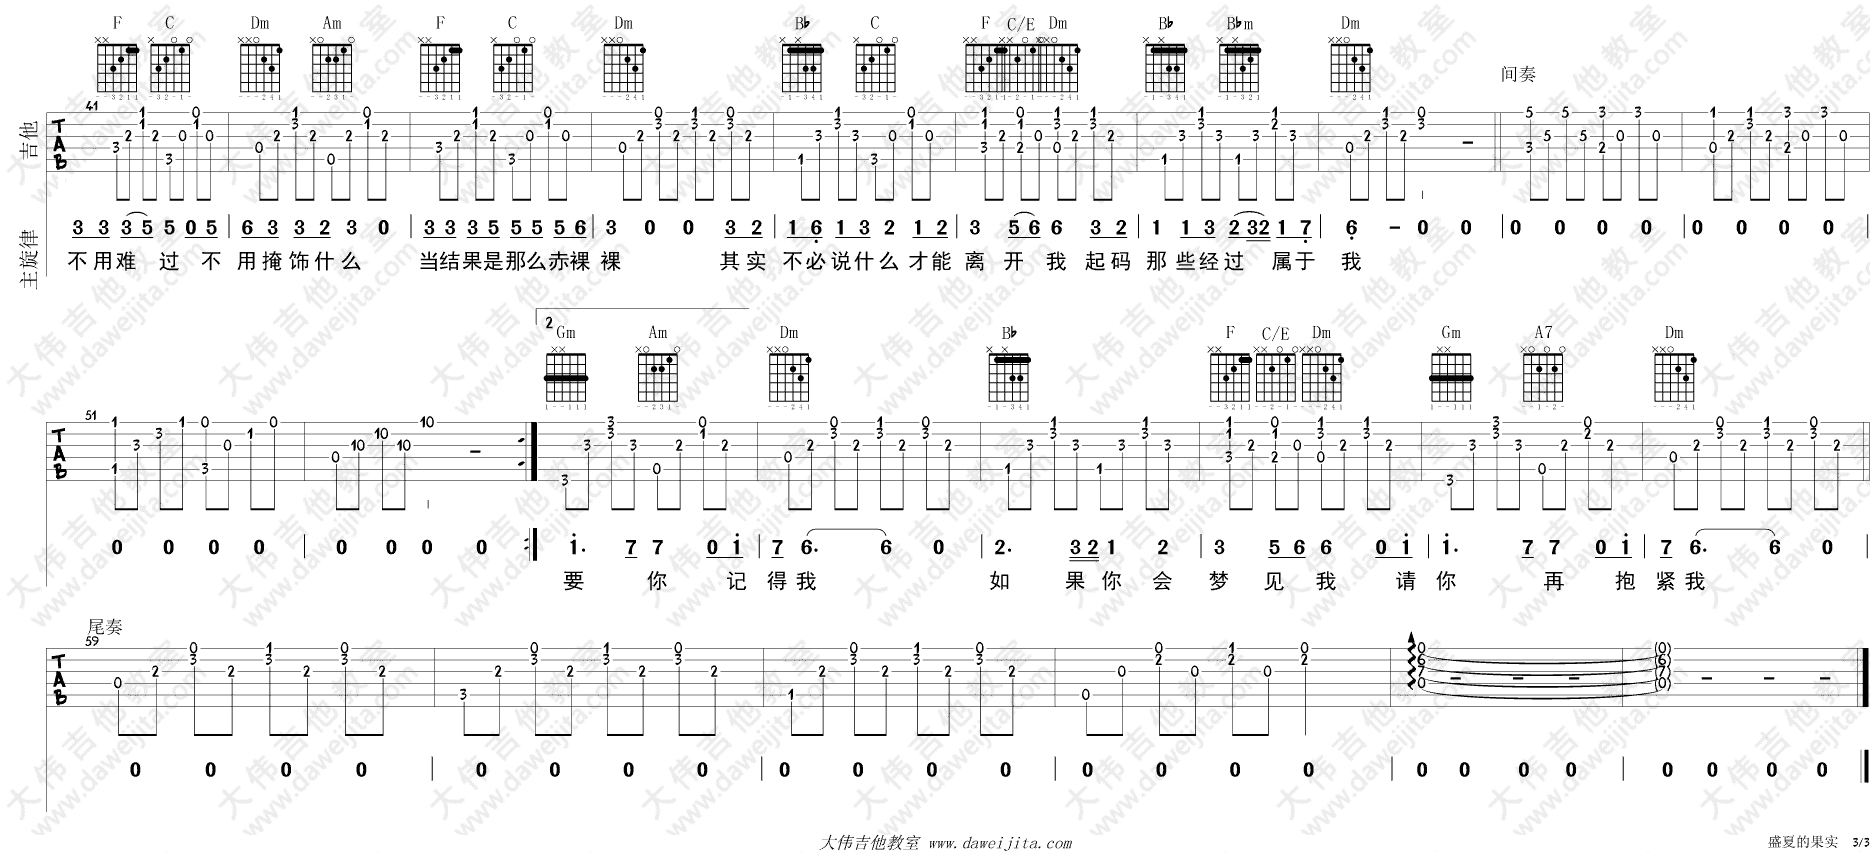 F C Dm Am F C Dm B♭ C F C/E Dm B♭ B♭m Dm
间奏
吉他
41
TAB
主旋律
3 3 3 5 5 0 5 | 6 3 3 2 3 0 | 3 3 3 5 5 5 5 6 | 3 0 0 3 2 | 1 6 1 3 2 1 2 | 3 5 6 6 3 2 | 1 1 3 2 3 2 1 7 | 6 - 0 0 | 0 0 0 0 | 0 0 0 0
不用难 过 不 用掩饰什么 当结果是那么赤裸 裸 其实 不必说什么 才能 离 开 我 起码 那些经过 属于 我
2
Gm Am Dm B♭ F C/E Dm Gm A7 Dm
51
TAB
0 0 0 0 | 0 0 0 0 | i. 7 7 0 i | 7 6. 6 0 | 2. 3 2 1 2 | 3 5 6 6 0 i | i. 7 7 0 i | 7 6. 6 0 |
要 你 记 得我 如 果你 会 梦 见 我 请 你 再 抱 紧我
尾奏
59
TAB
0 0 0 0 | 0 0 0 0 | 0 0 0 0 | 0 0 0 0 | 0 0 0 0 | 0 0 0 0
大伟吉他教室 www.daweijita.com
盛夏的果实 3/3